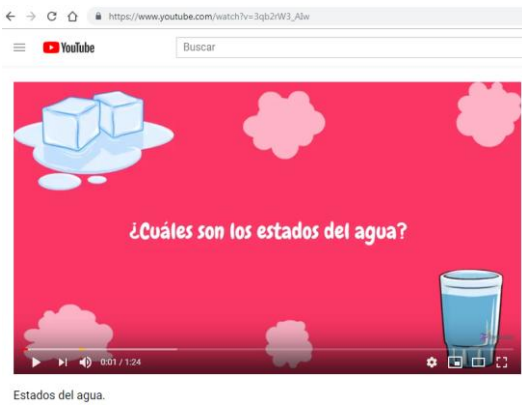 https://www.youtube.com/watch?v=3qb2rW3_AIw
YouTube
Buscar
¿Cuáles son los estados del agua?
0:01 / 1:24
Estados del agua.